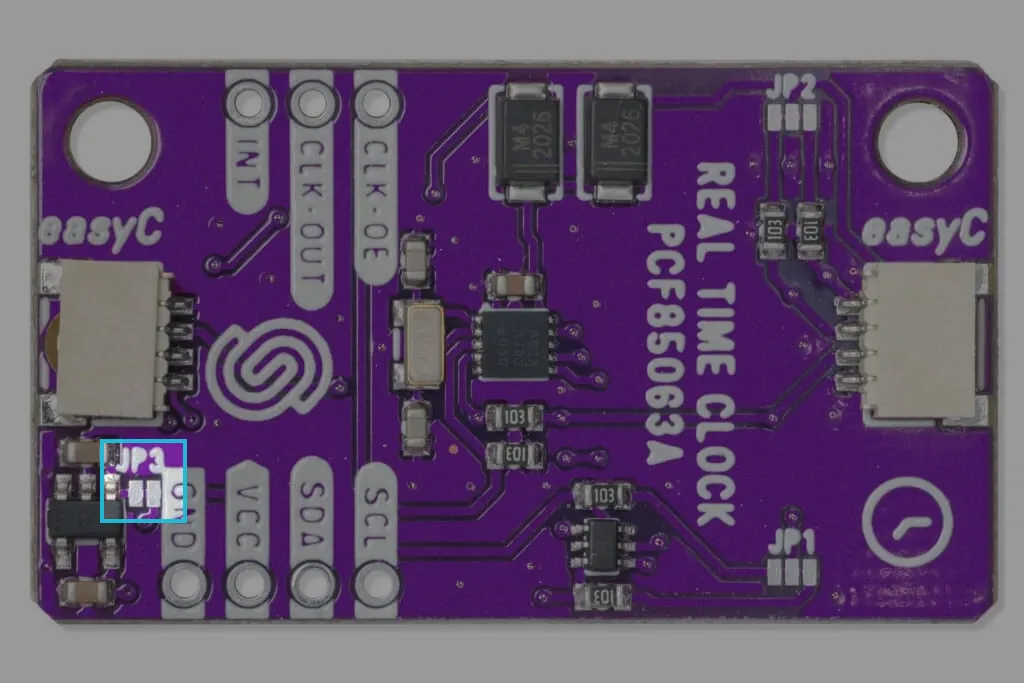 JP2
M4
2026
M4
2026
INT
CLK-OUT
CLK-OE
REAL TIME CLOCK
PCF85063A
easyC
easyC
103
103
103
103
JP3
GND
VCC
SDA
SCL
103
JP1
103